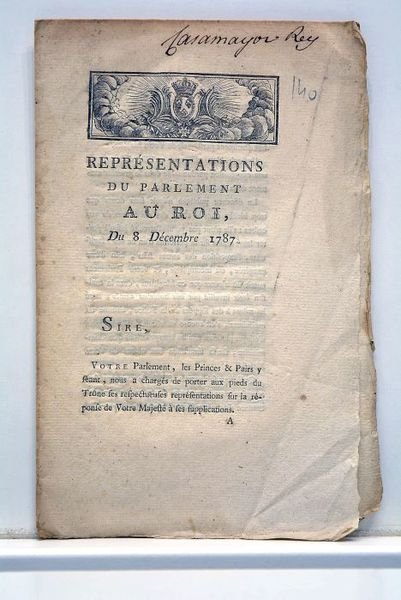 Casamayor Rey
140
REPRÉSENTATIONS
DU PARLEMENT
AU ROI,
Du 8 Décembre 1787.
SIRE,
VOTRE Parlement, les Princes & Pairs y
séant, nous a chargés de porter aux pieds du
Trône ses respectueuses représentations sur la ré-
ponse de Votre Majesté à ses supplications.
A